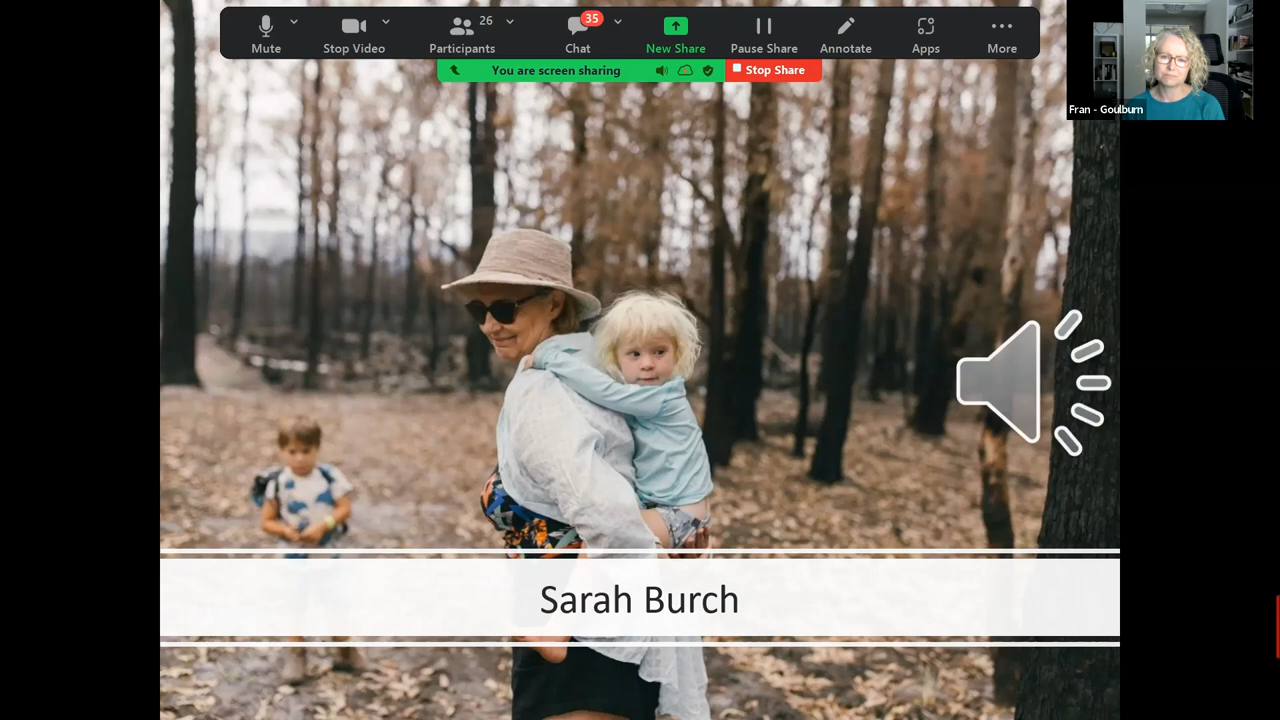 26
35
Mute
Stop Video
Participants
Chat
New Share
Pause Share
Annotate
Apps
More
You are screen sharing
Stop Share
Fran - Goulburn
Sarah Burch